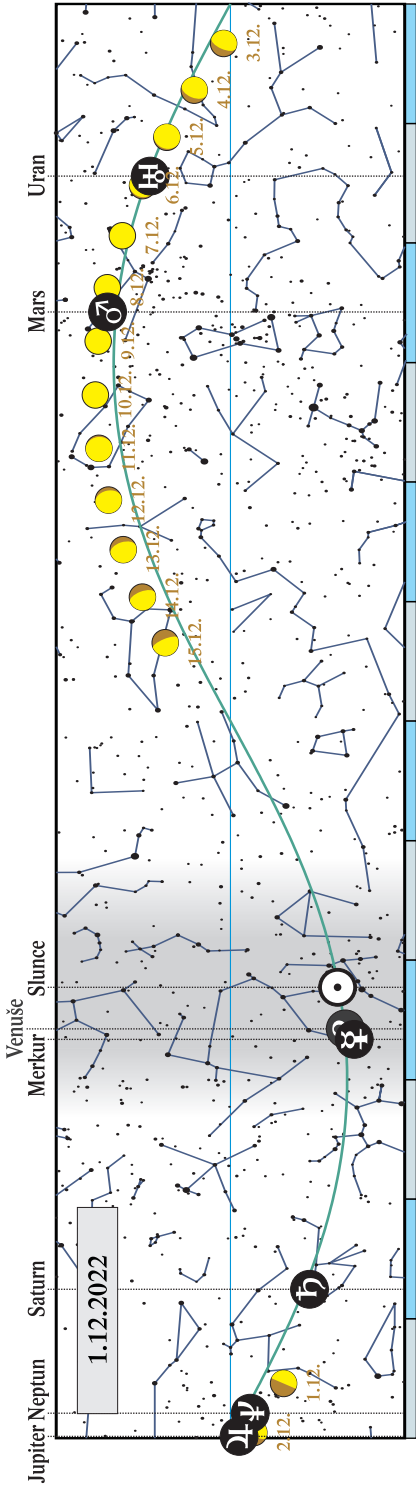 Jupiter
Neptun
Saturn
Merkur
Venuše
Slunce
Mars
Uran
1.12.2022
2.12.
1.12.
15.12.
14.12.
13.12.
12.12.
11.12.
10.12.
9.12.
8.12.
7.12.
6.12.
5.12.
4.12.
3.12.